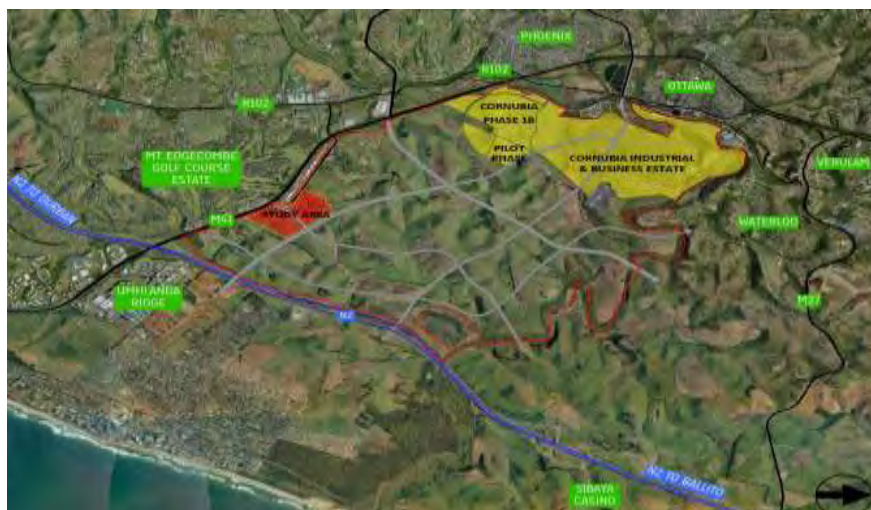 PHOENIX
R102
OTTAWA
R102
CORNUBIA
PHASE 1B
PILOT
PHASE
CORNUBIA INDUSTRIAL
& BUSINESS ESTATE
MT EDGECOMBE
GOLF COURSE
ESTATE
VERULAM
N2 TO DURBAN
STUDY AREA
M41
WATERLOO
UMHLANGA
RIDGE
N2
M27
N2 TO BALLITO
SIBAYA
CASINO